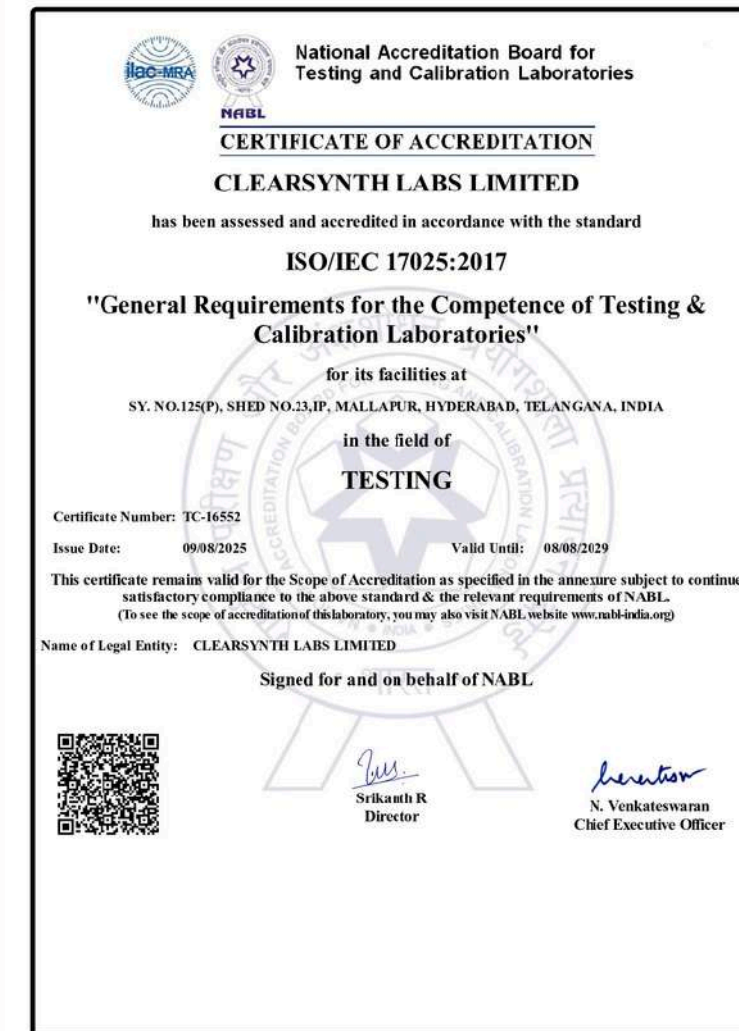 ilac-MRA
NABL
National Accreditation Board for
Testing and Calibration Laboratories
CERTIFICATE OF ACCREDITATION
CLEARSYNTH LABS LIMITED
has been assessed and accredited in accordance with the standard
ISO/IEC 17025:2017
"General Requirements for the Competence of Testing &
Calibration Laboratories"
for its facilities at
SY. NO.125(P), SHED NO.23,IP, MALLAPUR, HYDERABAD, TELANGANA, INDIA
in the field of
TESTING
Certificate Number: TC-16552
Issue Date: 09/08/2025 Valid Until: 08/08/2029
This certificate remains valid for the Scope of Accreditation as specified in the annexure subject to continue
satisfactory compliance to the above standard & the relevant requirements of NABL.
(To see the scope of accreditation of this laboratory, you may also visit NABL website www.nabl-india.org)
Name of Legal Entity: CLEARSYNTH LABS LIMITED
Signed for and on behalf of NABL
Srikanth R
Director
N. Venkateswaran
Chief Executive Officer